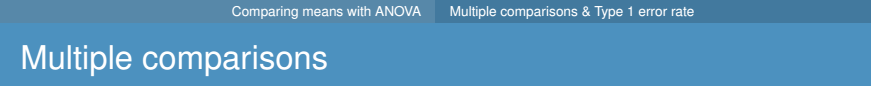 Comparing means with ANOVA Multiple comparisons & Type 1 error rate
Multiple comparisons